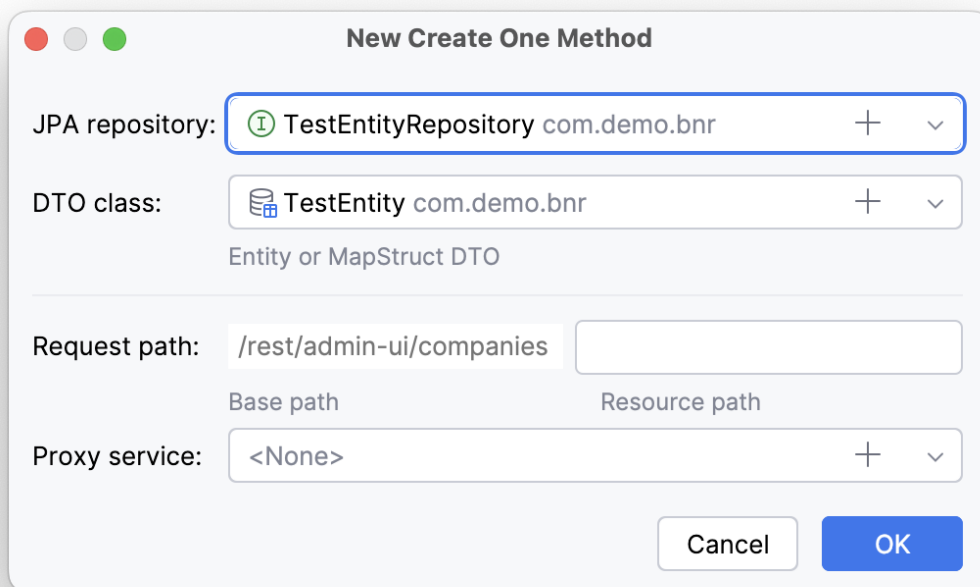 New Create One Method
JPA repository: TestEntityRepository com.demo.bnr
DTO class: TestEntity com.demo.bnr
Entity or MapStruct DTO
Request path: /rest/admin-ui/companies
Base path Resource path
Proxy service: <None>
Cancel OK